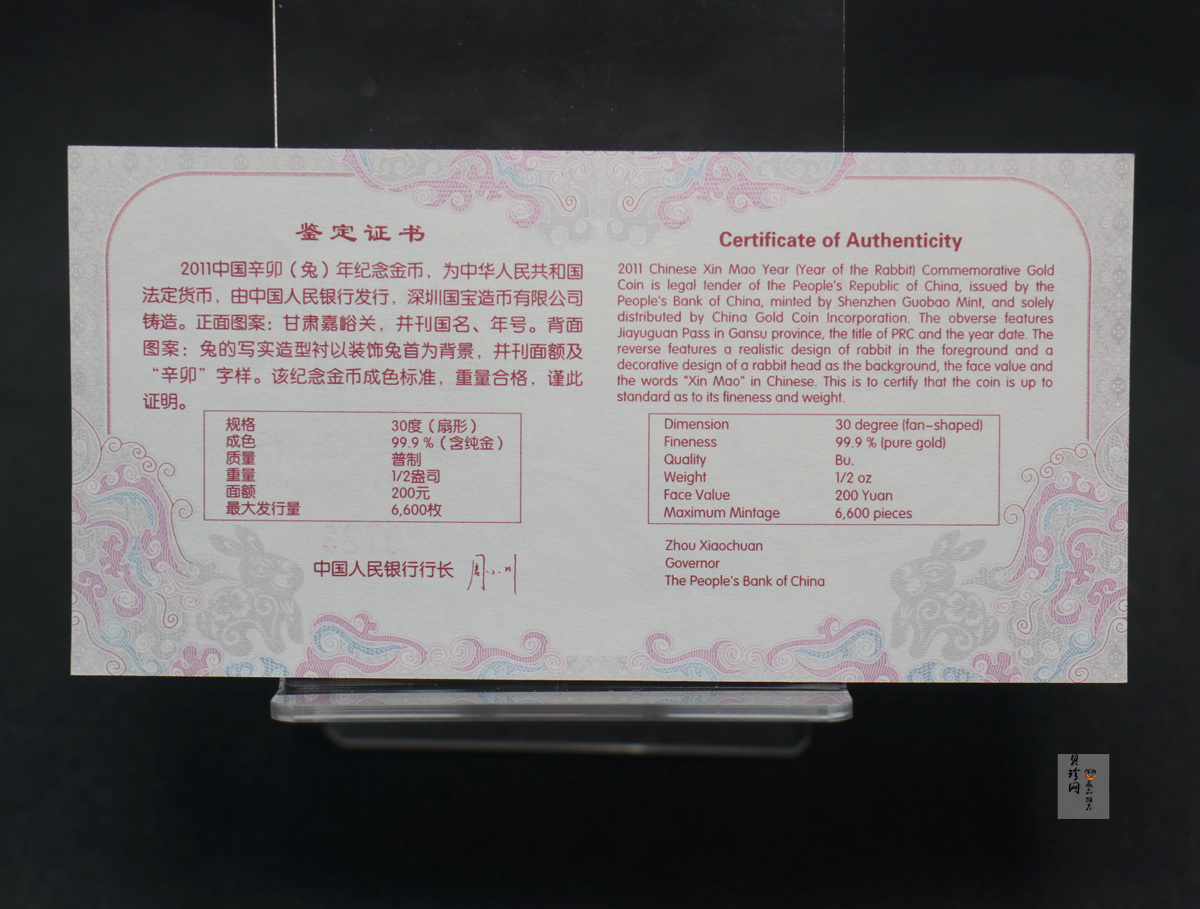 鉴定证书
2011中国辛卯（兔）年纪念金币，为中华人民共和国
法定货币，由中国人民银行发行，深圳国宝造币有限公司
铸造。正面图案：甘肃嘉峪关，并刊国名、年号。背面
图案：兔的写实造型衬以装饰兔首为背景，并刊面额及
“辛卯”字样。该纪念金币成色标准，重量合格，谨此
证明。
规格 30度（扇形）
成色 99.9 %（含纯金）
质量 普制
重量 1/2盎司
面额 200元
最大发行量 6,600枚
中国人民银行行长
Certificate of Authenticity
2011 Chinese Xin Mao Year (Year of the Rabbit) Commemorative Gold
Coin is legal tender of the People's Republic of China, issued by the
People's Bank of China, minted by Shenzhen Guobao Mint, and solely
distributed by China Gold Coin Incorporation. The obverse features
Jiayuguan Pass in Gansu province, the title of PRC and the year date. The
reverse features a realistic design of rabbit in the foreground and a
decorative design of a rabbit head as the background, the face value and
the words "Xin Mao" in Chinese. This is to certify that the coin is up to
standard as to its fineness and weight.
Dimension 30 degree (fan-shaped)
Fineness 99.9 % (pure gold)
Quality Bu.
Weight 1/2 oz
Face Value 200 Yuan
Maximum Mintage 6,600 pieces
Zhou Xiaochuan
Governor
The People's Bank of China
贝珍网